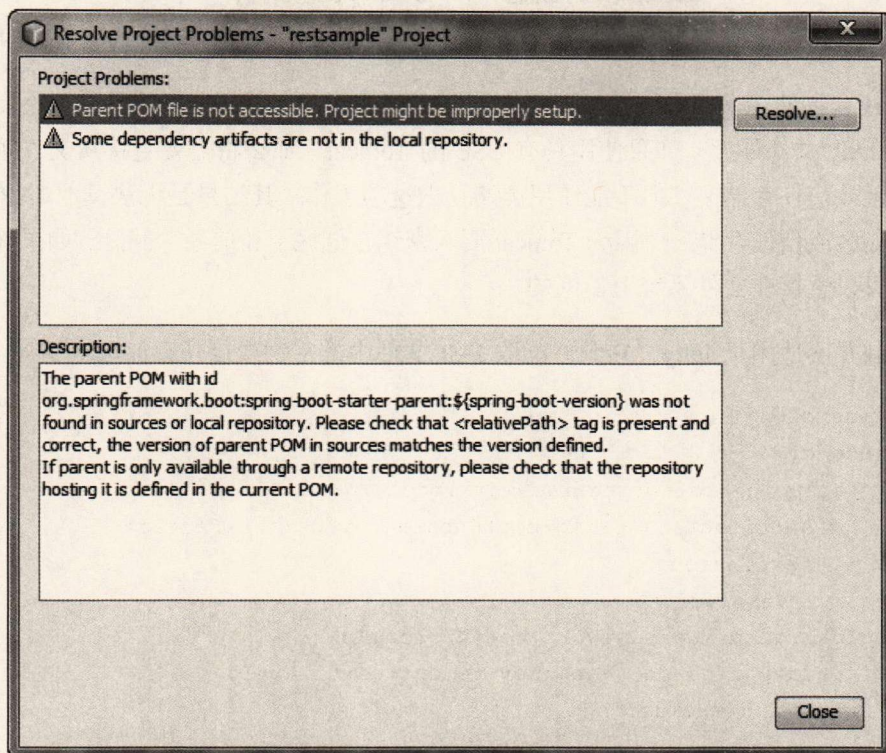 Resolve Project Problems - "restsample" Project
X
Project Problems:
Parent POM file is not accessible. Project might be improperly setup.
Resolve...
Some dependency artifacts are not in the local repository.
Description:
The parent POM with id
org.springframework.boot:spring-boot-starter-parent:${spring-boot-version} was not
found in sources or local repository. Please check that <relativePath> tag is present and
correct, the version of parent POM in sources matches the version defined.
If parent is only available through a remote repository, please check that the repository
hosting it is defined in the current POM.
Close